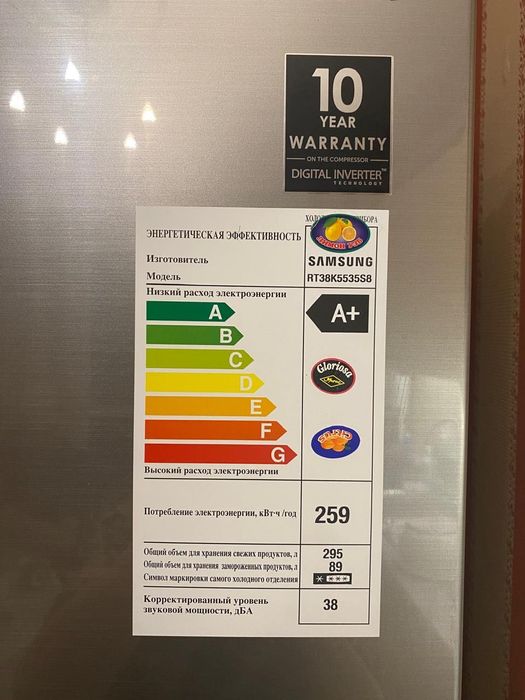 10
YEAR
WARRANTY
ON THE COMPRESSOR
DIGITAL INVERTER™
TECHNOLOGY
ЭНЕРГЕТИЧЕСКАЯ ЭФФЕКТИВНОСТЬ
Изготовитель
SAMSUNG
Модель
RT38K5535S8
Низкий расход электроэнергии
A
A+
B
C
Gloriosa
D
E
F
G
Высокий расход электроэнергии
Потребление электроэнергии, кВт·ч /год
259
Общий объем для хранения свежих продуктов, л
295
Общий объем для хранения замороженных продуктов, л
89
Символ маркировки самого холодного отделения
Корректированный уровень
звуковой мощности, дБА
38